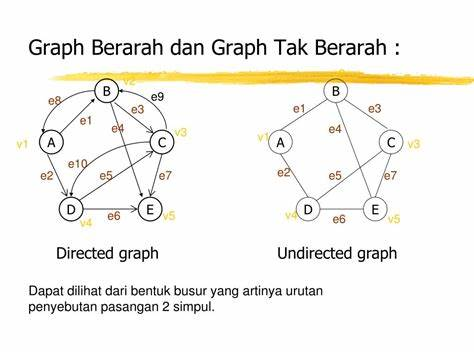 Graph Berarah dan Graph Tak Berarah :
B v2
e8 e9
e3
e1 e4
v3
v1 A C
e10
e2 e5 e7
D E
v4 e6 v5
Directed graph
B
e1 e3
e4
v1 A C v3
e2 e5 e7
v4 D E
e6 v5
Undirected graph
Dapat dilihat dari bentuk busur yang artinya urutan
penyebutan pasangan 2 simpul.